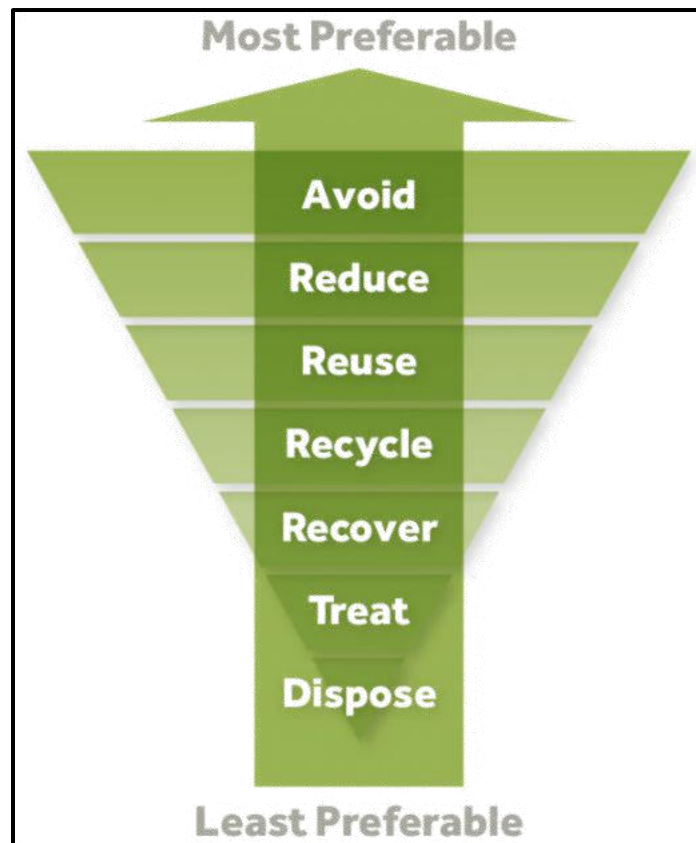 Most Preferable
Avoid
Reduce
Reuse
Recycle
Recover
Treat
Dispose
Least Preferable